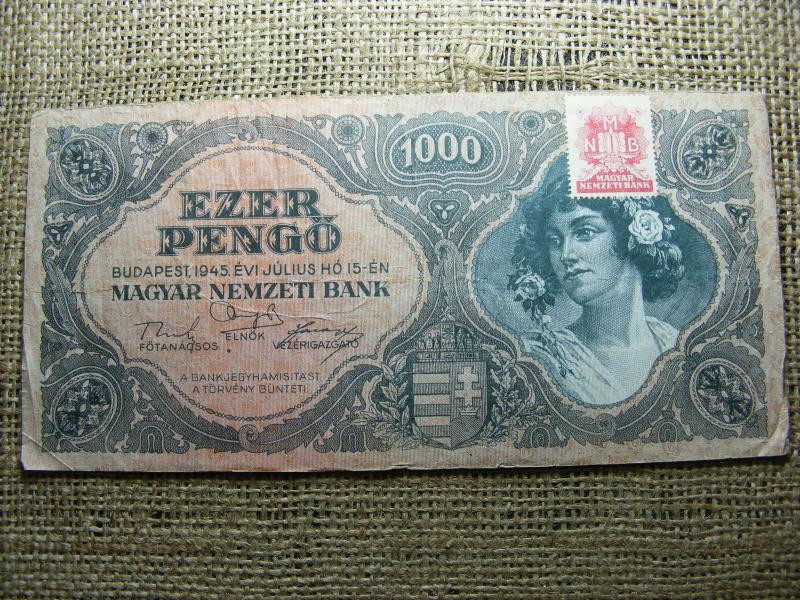 1000
M
N B
MAGYAR
NEMZETI-BANK
EZER
PENGŐ
BUDAPEST, 1945. ÉVI JÚLIUS HÓ 15-ÉN
MAGYAR NEMZETI BANK
ELNÖK
FŐTANÁCSOS
VEZÉRIGAZGATÓ
A BANKJEGYHAMISÍTÁST
A TÖRVÉNY BÜNTETI